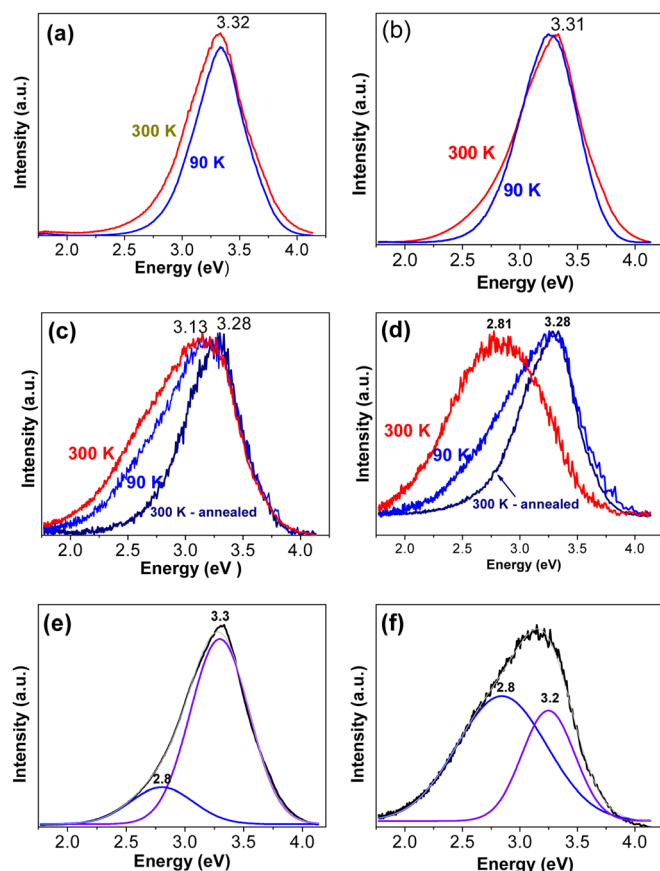 (a)
3.32
300 K
90 K
Intensity (a.u.)
2.0 2.5 3.0 3.5 4.0
Energy (eV)
(b)
3.31
300 K
90 K
Intensity (a.u.)
2.0 2.5 3.0 3.5 4.0
Energy (eV)
(c)
3.13 3.28
300 K
90 K
300 K - annealed
Intensity (a.u.)
2.0 2.5 3.0 3.5 4.0
Energy (eV )
(d)
2.81 3.28
300 K
90 K
300 K - annealed
Intensity (a.u.)
2.0 2.5 3.0 3.5 4.0
Energy (eV)
(e)
3.3
2.8
Intensity (a.u.)
2.0 2.5 3.0 3.5 4.0
Energy (eV)
(f)
2.8
3.2
Intensity (a.u.)
2.0 2.5 3.0 3.5 4.0
Energy (eV)